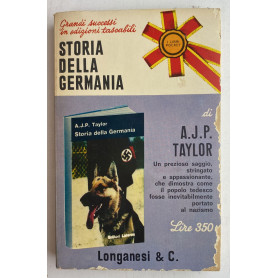 Grandi successi
in edizioni tascabili
STORIA
DELLA
GERMANIA
di
A.J.P.
TAYLOR
Un prezioso saggio,
stringato
e appassionante,
che dimostra come
il popolo tedesco
fosse inevitabilmente
portato
al nazismo
Lire 350
A.J.P. Taylor
Storia della Germania
Longanesi & C.